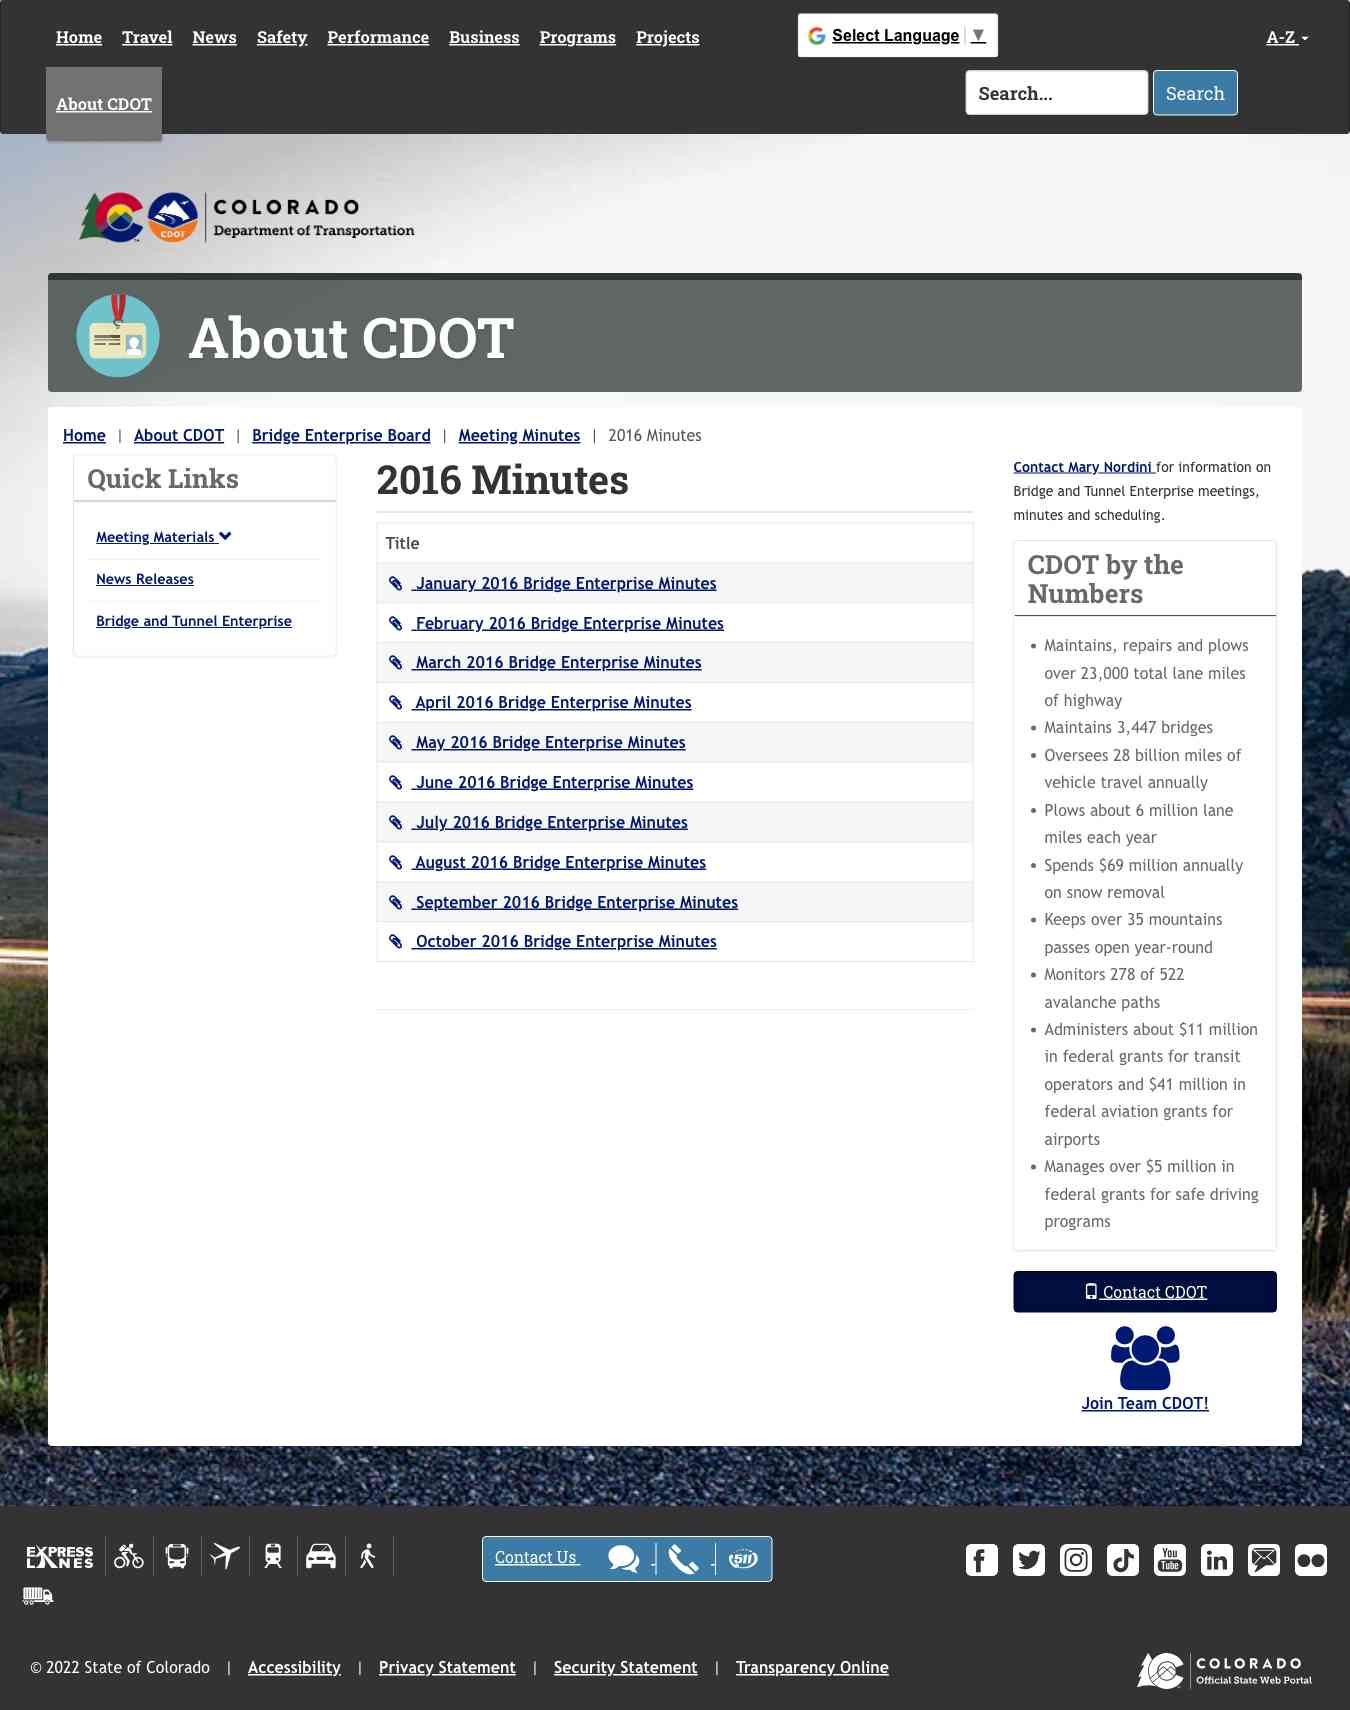 Home Travel News Safety Performance Business Programs Projects
Select Language ▼
A-Z
About CDOT
Search...
Search
CDOT
COLORADO
Department of Transportation
About CDOT
Home | About CDOT | Bridge Enterprise Board | Meeting Minutes | 2016 Minutes
Quick Links
Meeting Materials
News Releases
Bridge and Tunnel Enterprise
2016 Minutes
Title
January 2016 Bridge Enterprise Minutes
February 2016 Bridge Enterprise Minutes
March 2016 Bridge Enterprise Minutes
April 2016 Bridge Enterprise Minutes
May 2016 Bridge Enterprise Minutes
June 2016 Bridge Enterprise Minutes
July 2016 Bridge Enterprise Minutes
August 2016 Bridge Enterprise Minutes
September 2016 Bridge Enterprise Minutes
October 2016 Bridge Enterprise Minutes
Contact Mary Nordini for information on
Bridge and Tunnel Enterprise meetings,
minutes and scheduling.
CDOT by the
Numbers
• Maintains, repairs and plows
over 23,000 total lane miles
of highway
• Maintains 3,447 bridges
• Oversees 28 billion miles of
vehicle travel annually
• Plows about 6 million lane
miles each year
• Spends $69 million annually
on snow removal
• Keeps over 35 mountains
passes open year-round
• Monitors 278 of 522
avalanche paths
• Administers about $11 million
in federal grants for transit
operators and $41 million in
federal aviation grants for
airports
• Manages over $5 million in
federal grants for safe driving
programs
Contact CDOT
Join Team CDOT!
EXPRESS
LANES
Contact Us
511
You
Tube
in
© 2022 State of Colorado | Accessibility | Privacy Statement | Security Statement | Transparency Online
COLORADO
Official State Web Portal